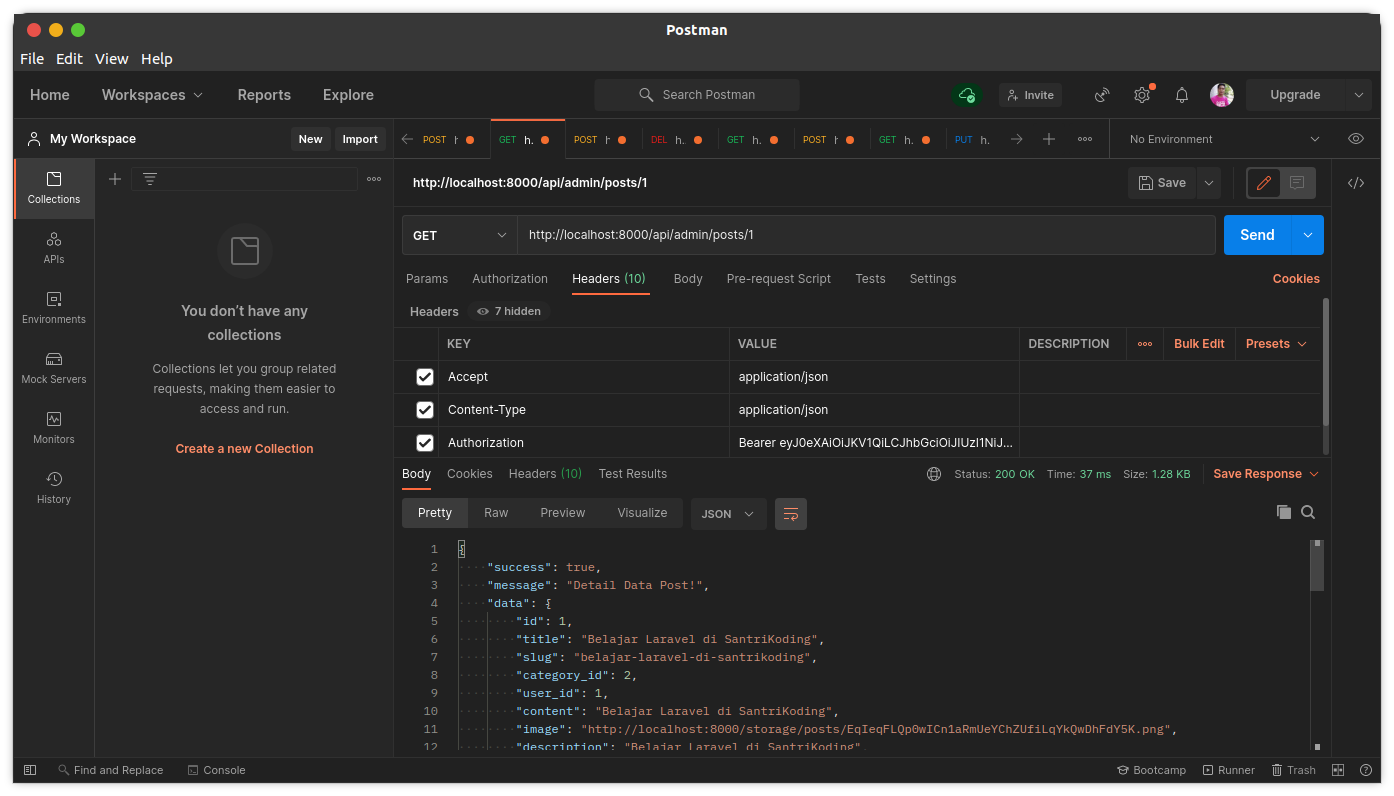 Postman
File Edit View Help
Home Workspaces Reports Explore Search Postman Invite Upgrade
My Workspace New Import POST h GET h. POST h DEL h. GET h. POST h GET h. PUT h. No Environment
Collections
APIs
Environments
Mock Servers
Monitors
History
You don't have any
collections
Collections let you group related
requests, making them easier to
access and run.
Create a new Collection
http://localhost:8000/api/admin/posts/1 Save
GET http://localhost:8000/api/admin/posts/1 Send
Params Authorization Headers (10) Body Pre-request Script Tests Settings Cookies
Headers 7 hidden
KEY VALUE DESCRIPTION Bulk Edit Presets
Accept application/json
Content-Type application/json
Authorization Bearer eyJ0eXAiOiJKV1QiLCJhbGciOiJIUzI1NiJ...
Body Cookies Headers (10) Test Results Status: 200 OK Time: 37 ms Size: 1.28 KB Save Response
Pretty Raw Preview Visualize JSON
1 {
2 "success": true,
3 "message": "Detail Data Post!",
4 "data": {
5 "id": 1,
6 "title": "Belajar Laravel di SantriKoding",
7 "slug": "belajar-laravel-di-santrikoding",
8 "category_id": 2,
9 "user_id": 1,
10 "content": "Belajar Laravel di SantriKoding",
11 "image": "http://localhost:8000/storage/posts/EqIeqFLQp0wICn1aRmUeYChZUfiLqYkQwDhFdY5K.png",
12 "description": "Belajar Laravel di SantriKoding",
Find and Replace Console Bootcamp Runner Trash